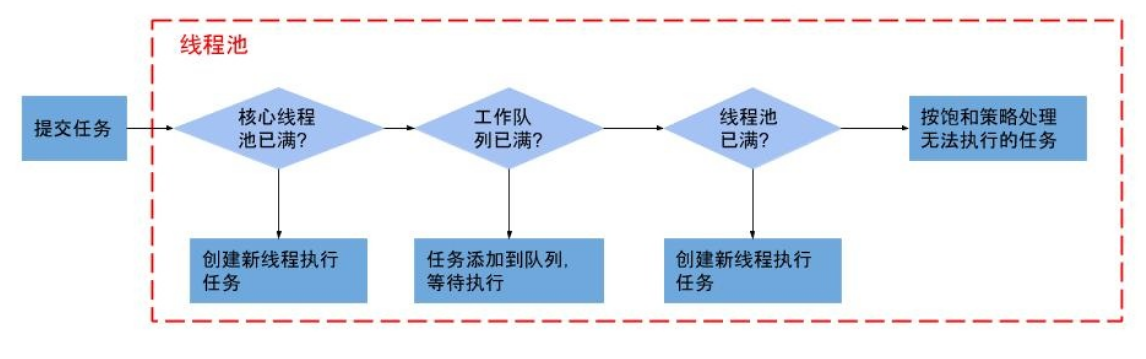 线程池
提交任务
核心线程
池已满?
工作队
列已满?
线程池
已满?
按饱和策略处理
无法执行的任务
创建新线程执行
任务
任务添加到队列,
等待执行
创建新线程执行
任务